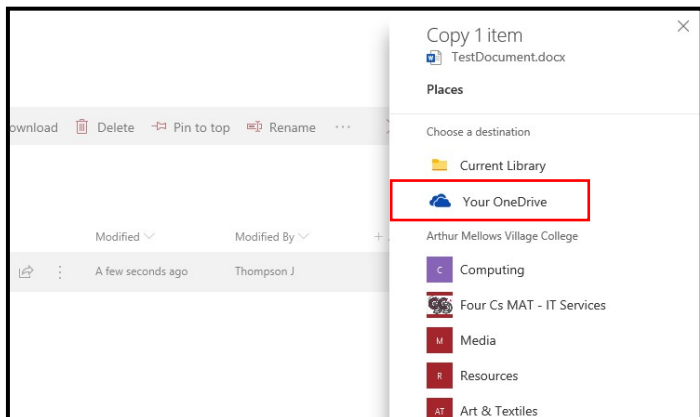 Copy 1 item
TestDocument.docx
Places
ownload Delete Pin to top Rename ...
Choose a destination
Current Library
Your OneDrive
Modified Modified By +
Arthur Mellows Village College
A few seconds ago Thompson J
C Computing
Four Cs MAT - IT Services
M Media
R Resources
AT Art & Textiles